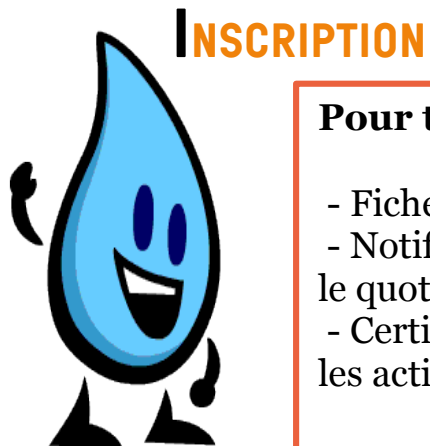 INSCRIPTION
Pour t
- Fiche
- Notif
le quot
- Certi
les acti